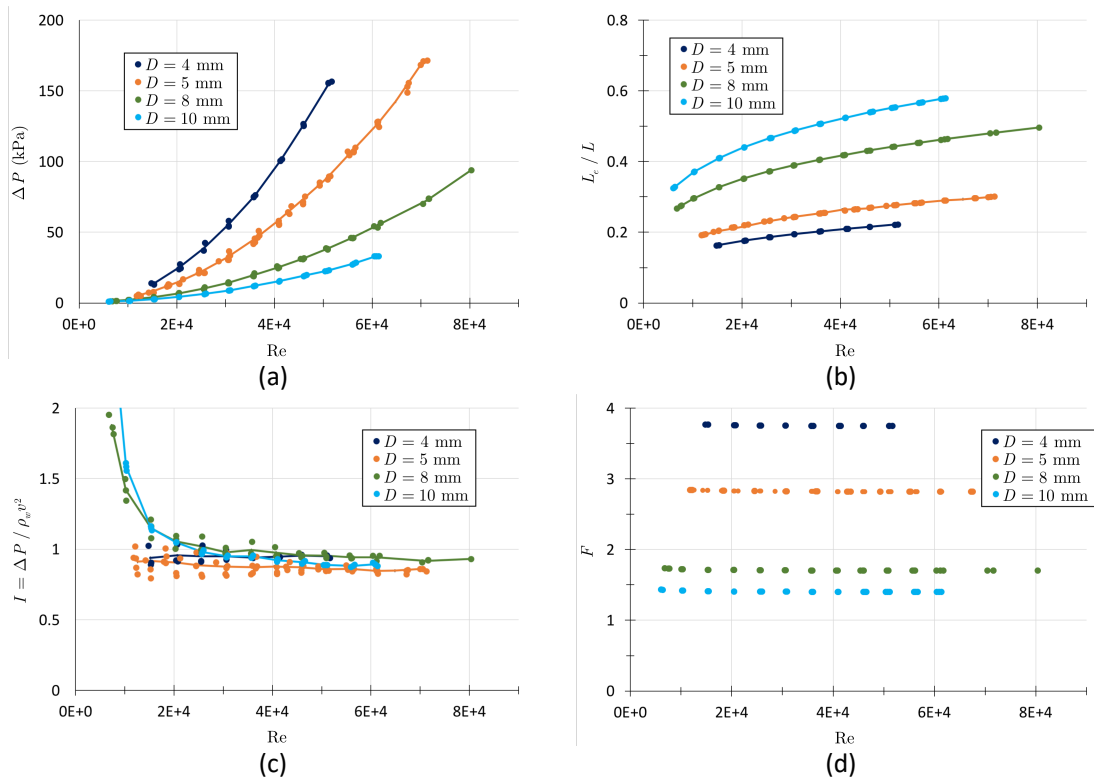 200
150
100
50
0
0E+0 2E+4 4E+4 6E+4 8E+4
Δ P (kPa)
Re
D = 4 mm
D = 5 mm
D = 8 mm
D = 10 mm
(a)
0.8
0.6
0.4
0.2
0
0E+0 2E+4 4E+4 6E+4 8E+4
L_e / L
Re
D = 4 mm
D = 5 mm
D = 8 mm
D = 10 mm
(b)
2
1.5
1
0.5
0
0E+0 2E+4 4E+4 6E+4 8E+4
I = Δ P / ρ_w v²
Re
D = 4 mm
D = 5 mm
D = 8 mm
D = 10 mm
(c)
4
3
2
1
0
0E+0 2E+4 4E+4 6E+4 8E+4
F
Re
D = 4 mm
D = 5 mm
D = 8 mm
D = 10 mm
(d)